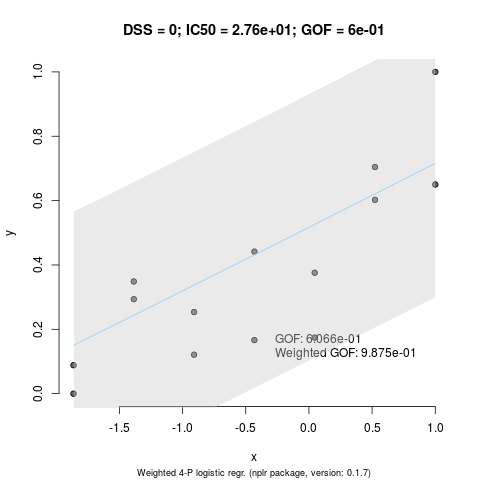 DSS = 0; IC50 = 2.76e+01; GOF = 6e-01
y
1.0
0.8
0.6
0.4
0.2
0.0
GOF: 6.066e-01
Weighted GOF: 9.875e-01
-1.5 -1.0 -0.5 0.0 0.5 1.0
x
Weighted 4-P logistic regr. (nplr package, version: 0.1.7)